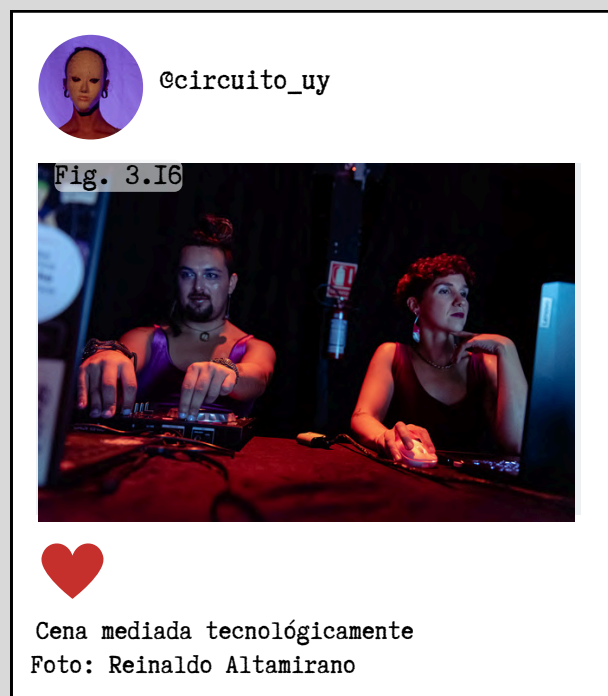 @circuito_uy
Fig. 3.16
Cena mediada tecnológicamente
Foto: Reinaldo Altamirano